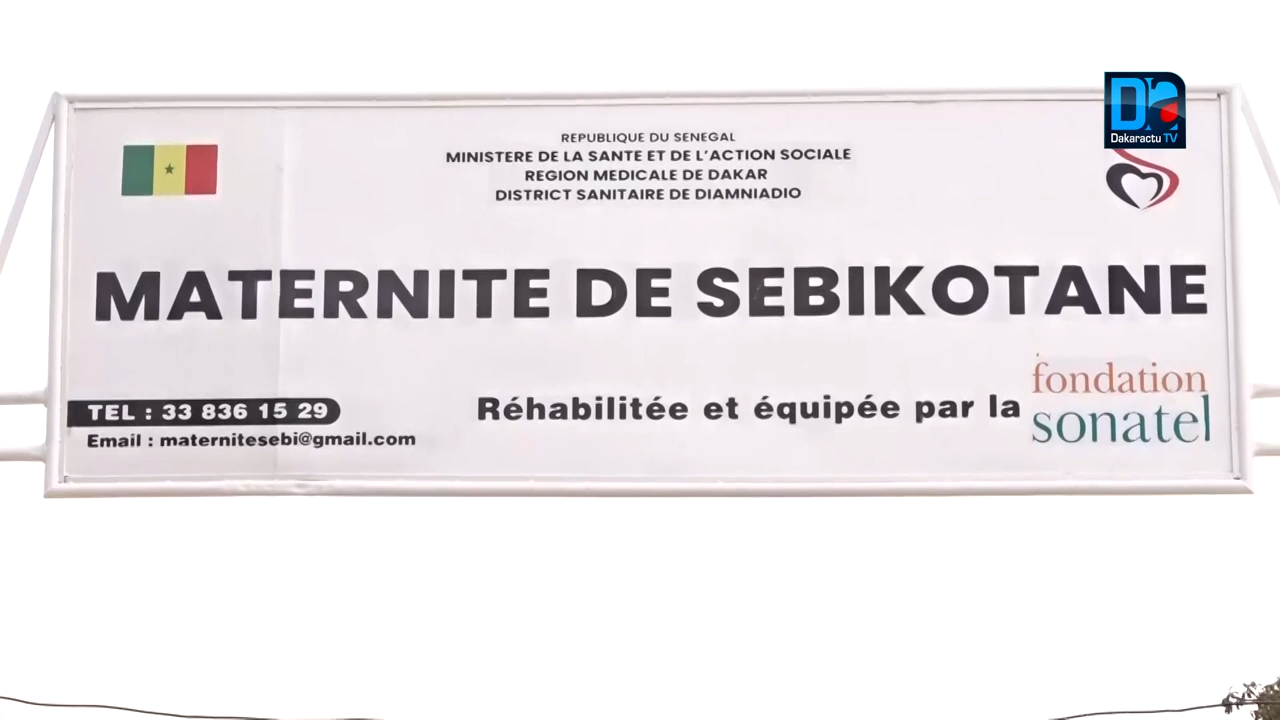 Dakaractu TV
REPUBLIQUE DU SENEGAL
MINISTERE DE LA SANTE ET DE L'ACTION SOCIALE
REGION MEDICALE DE DAKAR
DISTRICT SANITAIRE DE DIAMNIADIO
MATERNITE DE SEBIKOTANE
TEL : 33 836 15 29
Email : maternitesebi@gmail.com
Réhabilitée et équipée par la
fondation
sonatel